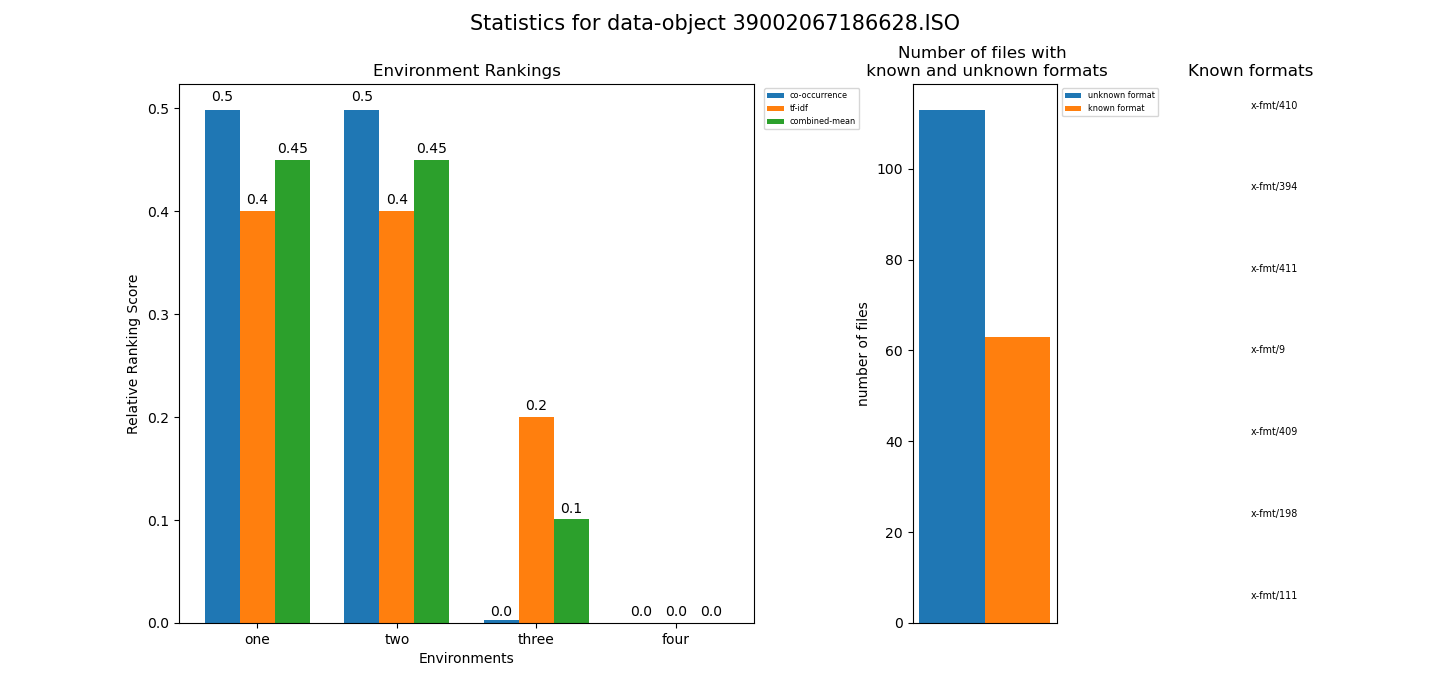 Statistics for data-object 39002067186628.ISO
Environment Rankings
Relative Ranking Score
0.5
0.4
0.3
0.2
0.1
0.0
0.5
0.4
0.45
0.5
0.4
0.45
0.0
0.2
0.1
0.0
0.0
0.0
one
two
three
four
Environments
co-occurrence
tf-idf
combined-mean
Number of files with
known and unknown formats
number of files
100
80
60
40
20
0
unknown format
known format
Known formats
x-fmt/410
x-fmt/394
x-fmt/411
x-fmt/9
x-fmt/409
x-fmt/198
x-fmt/111